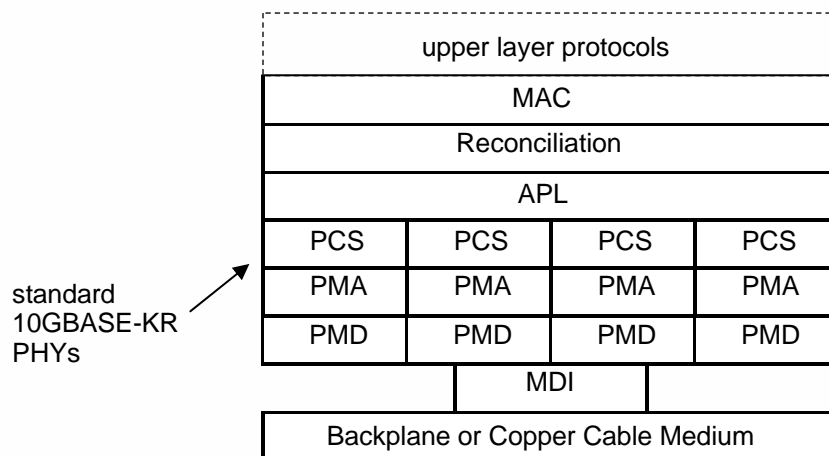 upper layer protocols
MAC
Reconciliation
APL
PCS PCS PCS PCS
standard
10GBASE-KR
PHYs
PMA PMA PMA PMA
PMD PMD PMD PMD
MDI
Backplane or Copper Cable Medium